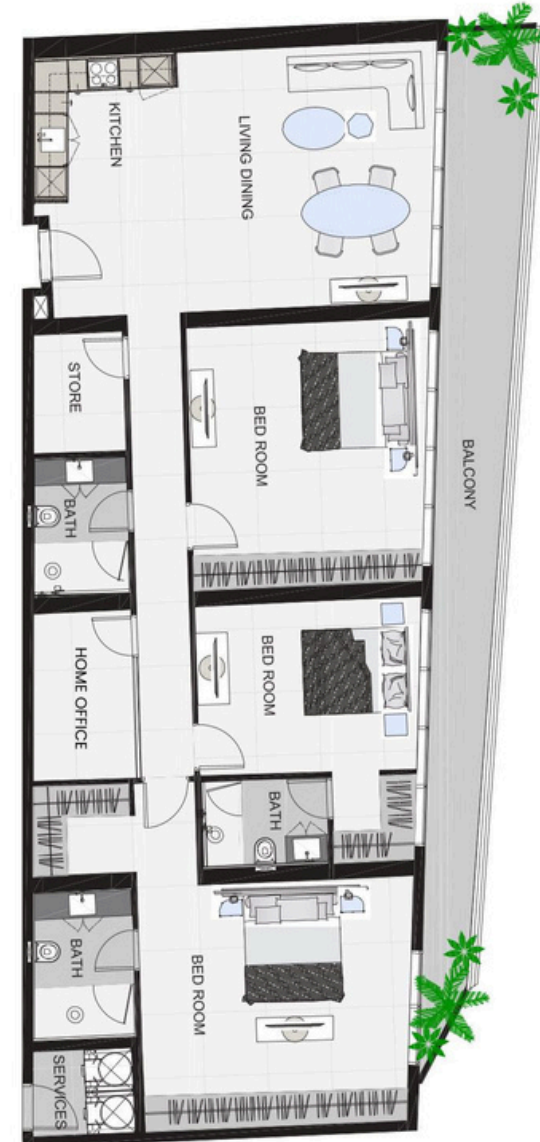 KITCHEN
LIVING DINING
STORE
BED ROOM
BALCONY
BATH
HOME OFFICE
BED ROOM
BATH
BATH
BED ROOM
SERVICES